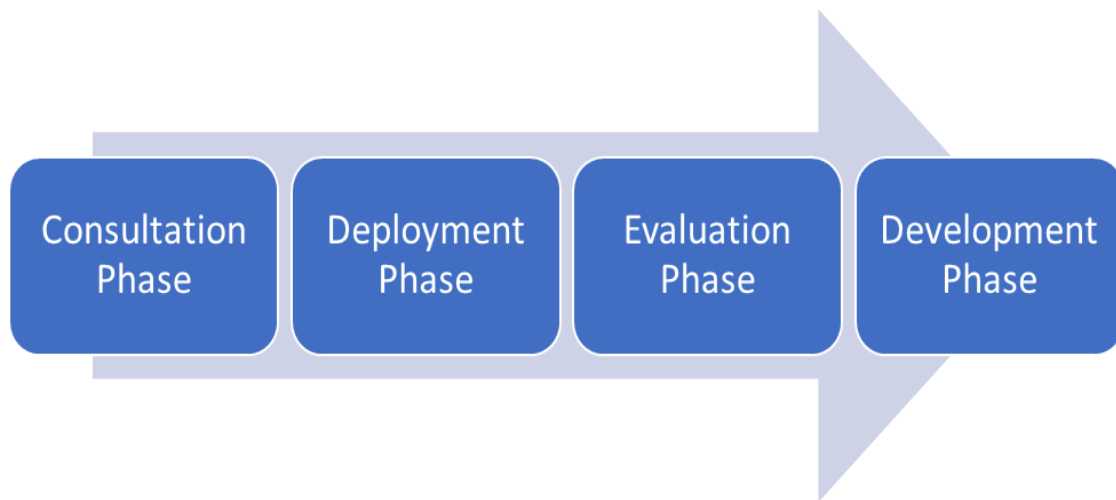 Consultation
Phase
Deployment
Phase
Evaluation
Phase
Development
Phase